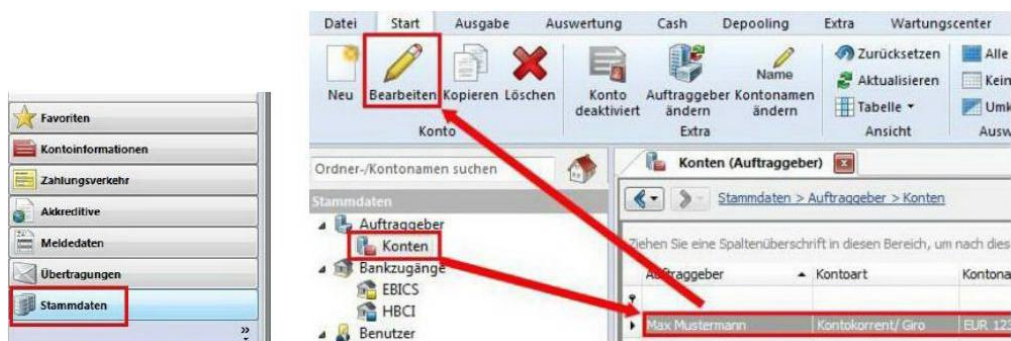 Favoriten
Kontoinformationen
Zahlungsverkehr
Akkreditive
Meldedaten
Übertragungen
Stammdaten
Datei Start Ausgabe Auswertung Cash Depooling Extra Wartungscenter
Neu Bearbeiten Kopieren Löschen
Konto
Konto deaktiviert
Auftraggeber ändern
Name
Kontonamen ändern
Extra
Zurücksetzen
Aktualisieren
Tabelle
Ansicht
Alle
Kein
Umk
Ausw
Ordner-/Kontonamen suchen
Stammdaten
Auftraggeber
Konten
Bankzugänge
EBICS
HBCI
Benutzer
Konten (Auftraggeber)
Stammdaten > Auftraggeber > Konten
Ziehen Sie eine Spaltenüberschrift in diesen Bereich, um nach dies
Auftraggeber Kontoart Kontona
Max Mustermann Kontokorrent/ Giro EUR 123